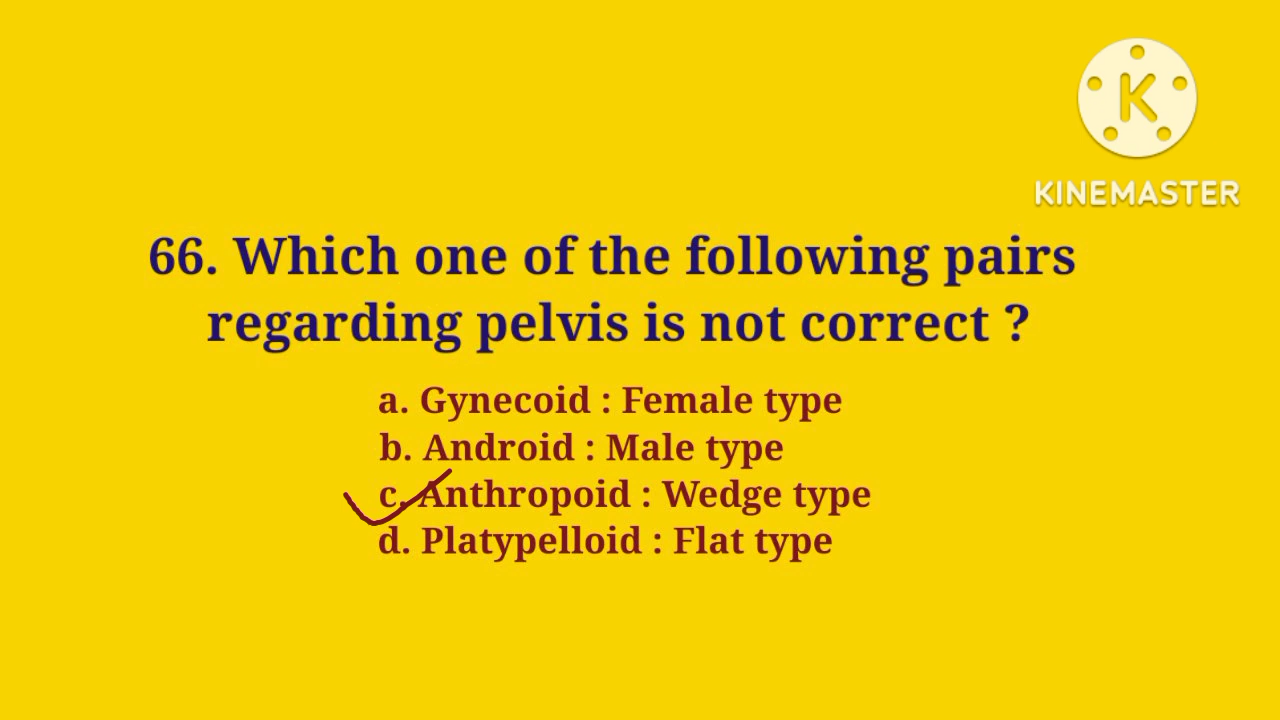 K
KINEMASTER
66. Which one of the following pairs
regarding pelvis is not correct ?
a. Gynecoid : Female type
b. Android : Male type
c. Anthropoid : Wedge type
d. Platypelloid : Flat type